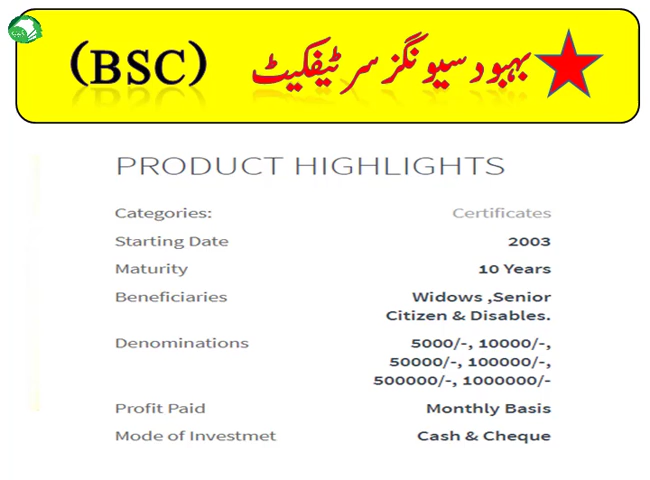 (BSC) بہبود سیونگز سرٹیفکیٹ
PRODUCT HIGHLIGHTS
Categories: Certificates
Starting Date 2003
Maturity 10 Years
Beneficiaries Widows ,Senior
Citizen & Disables.
Denominations 5000/-, 10000/-,
50000/-, 100000/-,
500000/-, 1000000/-
Profit Paid Monthly Basis
Mode of Investmet Cash & Cheque